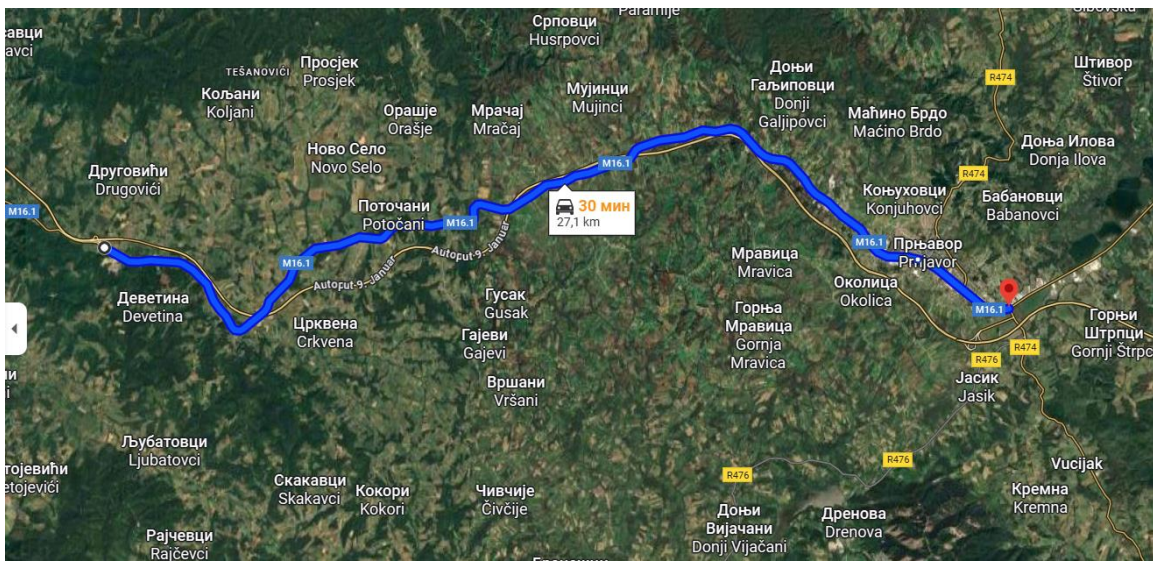 Срповци
Husrpovci
Просјек
Prosjek
TEŠANOVIĆI
Кољани
Koljani
Орашје
Orašje
Мрачај
Mračaj
Мујинци
Mujinci
Доњи
Гаљиповци
Donji
Galjipovci
R474
Штивор
Štivor
Маћино Брдо
Maćino Brdo
Доња Илова
Donja Ilova
Ново Село
Novo Selo
Друговићи
Drugovići
M16.1
M16.1
R474
Коњуховци
Konjuhovci
Бабановци
Babanovci
Поточани
Potočani
M16.1
30 мин
27,1 km
M16.1
Прњавор
Prnjavor
Autoput 9. Januar
M16.1
Autoput 9. Januar
Мравица
Mravica
Околица
Okolica
Деветина
Devetina
Црквена
Crkvena
Гусак
Gusak
Горња
Мравица
Gornja
Mravica
M16.1
Горњи
Штрпци
Gornji Štrpc
Гајеви
Gajevi
R474
R476
Вршани
Vršani
Јасик
Jasik
Љубатовци
Ljubatovci
тојевићи
etojevići
Скакавци
Skakavci
Кокори
Kokori
Чивчије
Čivčije
R476
R476
Vucijak
Кремна
Kremna
Доњи
Вијачани
Donji Vijačani
Дренова
Drenova
Рајчевци
Rajčevci